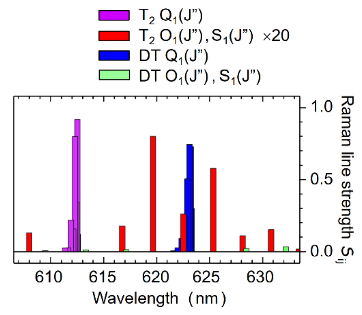 T₂ Q₁(J")
T₂ O₁(J"), S₁(J") ×20
DT Q₁(J")
DT O₁(J"), S₁(J")
1.0
0.5
0.0
Raman line strength Sᵢⱼ
610 615 620 625 630
Wavelength (nm)